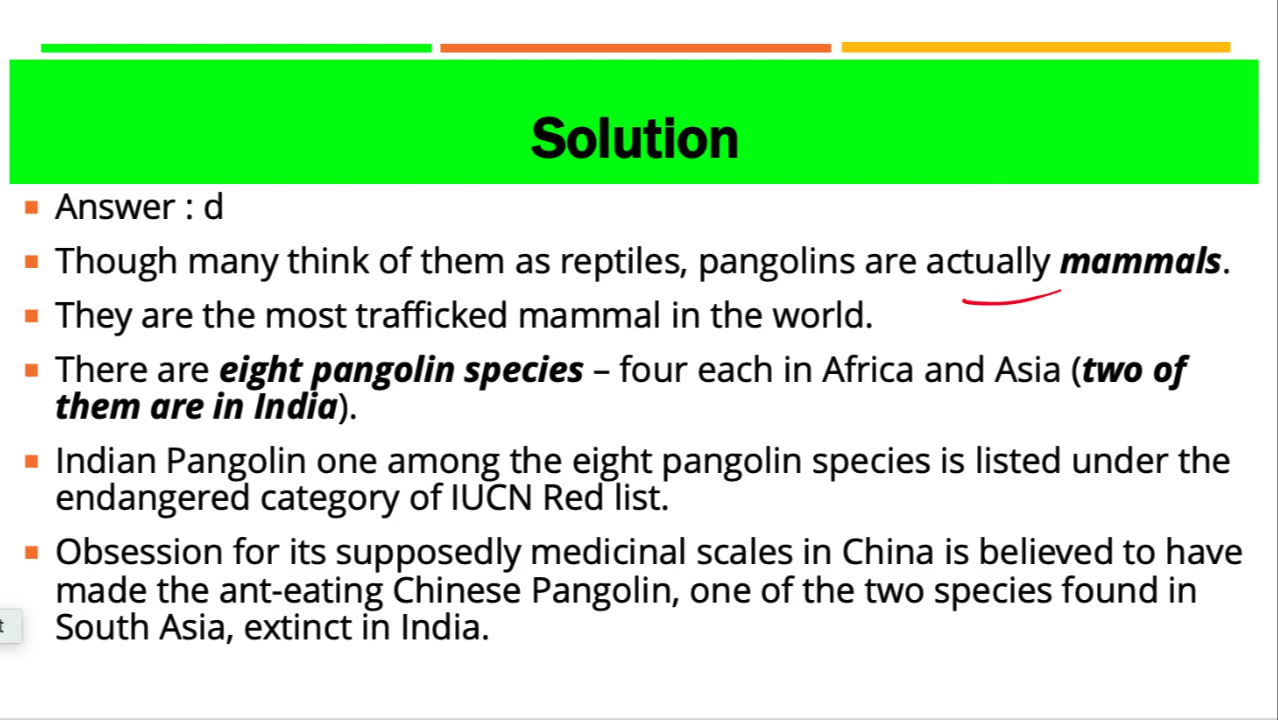 Solution
Answer : d
Though many think of them as reptiles, pangolins are actually mammals.
They are the most trafficked mammal in the world.
There are eight pangolin species – four each in Africa and Asia (two of
them are in India).
Indian Pangolin one among the eight pangolin species is listed under the
endangered category of IUCN Red list.
Obsession for its supposedly medicinal scales in China is believed to have
made the ant-eating Chinese Pangolin, one of the two species found in
South Asia, extinct in India.
t